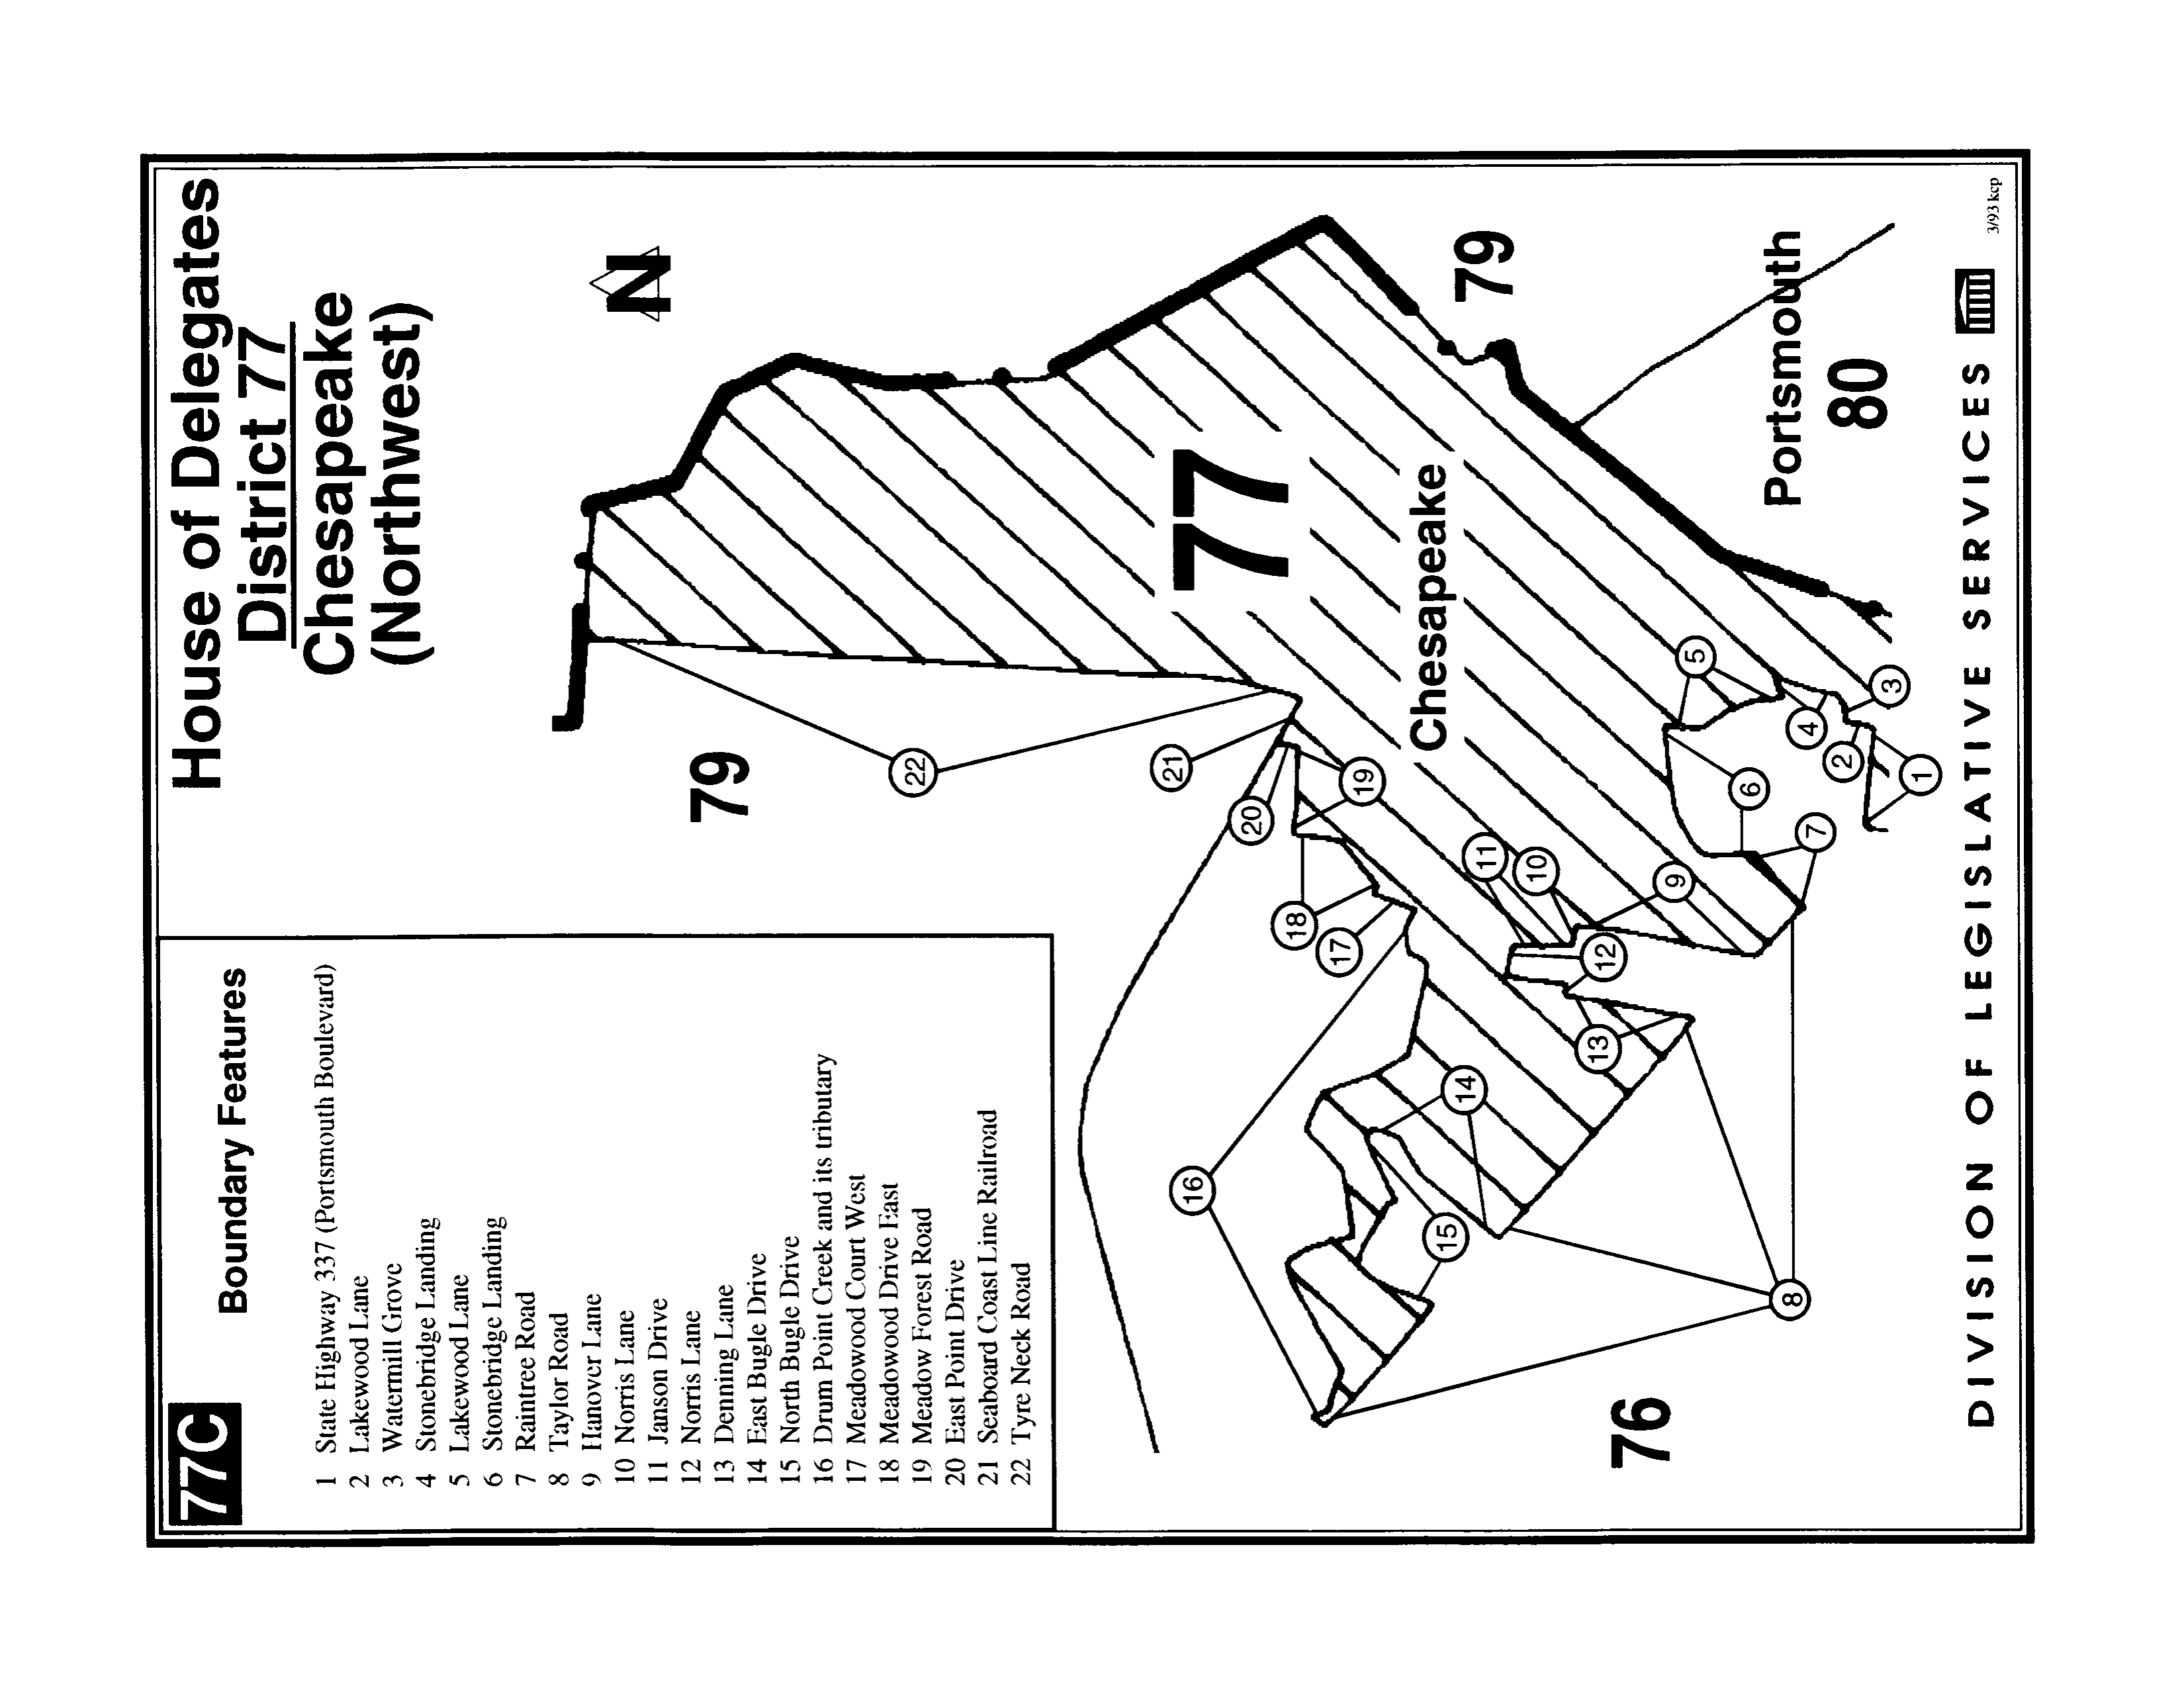 77C
Boundary Features
1 State Highway 337 (Portsmouth Boulevard)
2 Lakewood Lane
3 Watermill Grove
4 Stonebridge Landing
5 Lakewood Lane
6 Stonebridge Landing
7 Raintree Road
8 Taylor Road
9 Hanover Lane
10 Norris Lane
11 Janson Drive
12 Norris Lane
13 Denning Lane
14 East Bugle Drive
15 North Bugle Drive
16 Drum Point Creek and its tributary
17 Meadowood Court West
18 Meadowood Drive East
19 Meadow Forest Road
20 East Point Drive
21 Seaboard Coast Line Railroad
22 Tyre Neck Road
House of Delegates
District 77
Chesapeake
(Northwest)
N
79
22
21
20
19
18
17
16
77
Chesapeake
79
11
10
9
12
13
14
15
5
6
4
3
2
1
7
8
76
Portsmouth
80
DIVISION OF LEGISLATIVE SERVICES
3/93 kcp